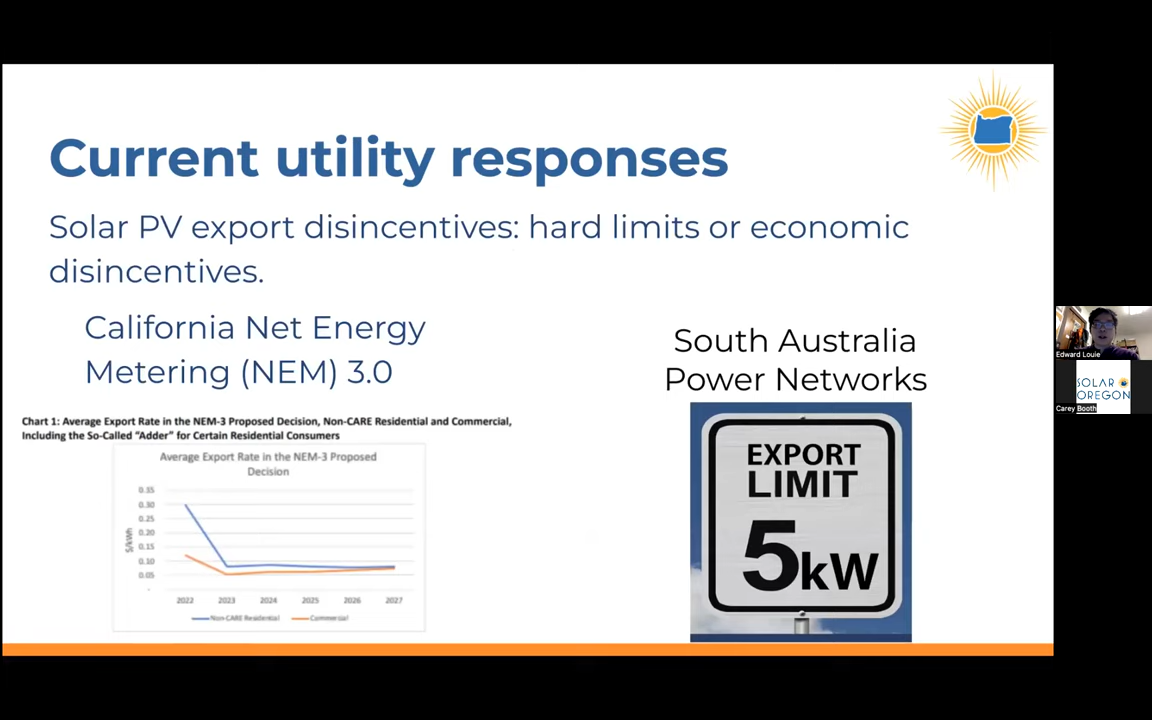 Current utility responses
Solar PV export disincentives: hard limits or economic
disincentives.
California Net Energy
Metering (NEM) 3.0
Chart 1: Average Export Rate in the NEM-3 Proposed Decision, Non-CARE Residential and Commercial,
Including the So-Called “Adder” for Certain Residential Consumers
Average Export Rate in the NEM-3 Proposed
Decision
$/kWh
0.35
0.30
0.25
0.20
0.15
0.10
0.05
-
2022 2023 2024 2025 2026 2027
Non-CARE Residential Commercial
South Australia
Power Networks
EXPORT
LIMIT
5kW
Edward Louie
SOLAR
OREGON
Carey Booth